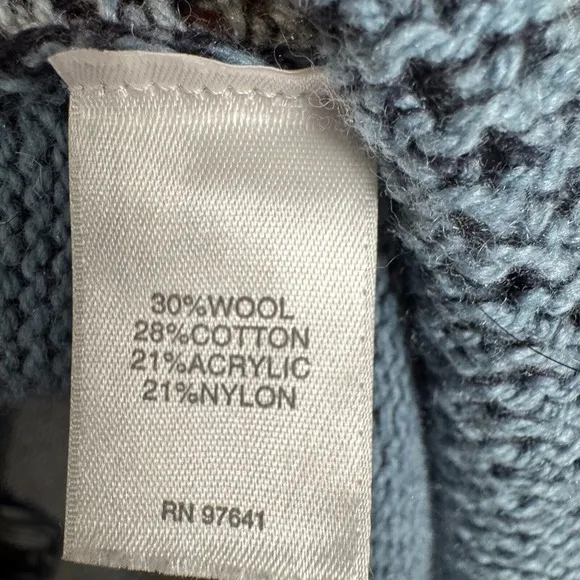 30%WOOL
28%COTTON
21%ACRYLIC
21%NYLON
RN 97641